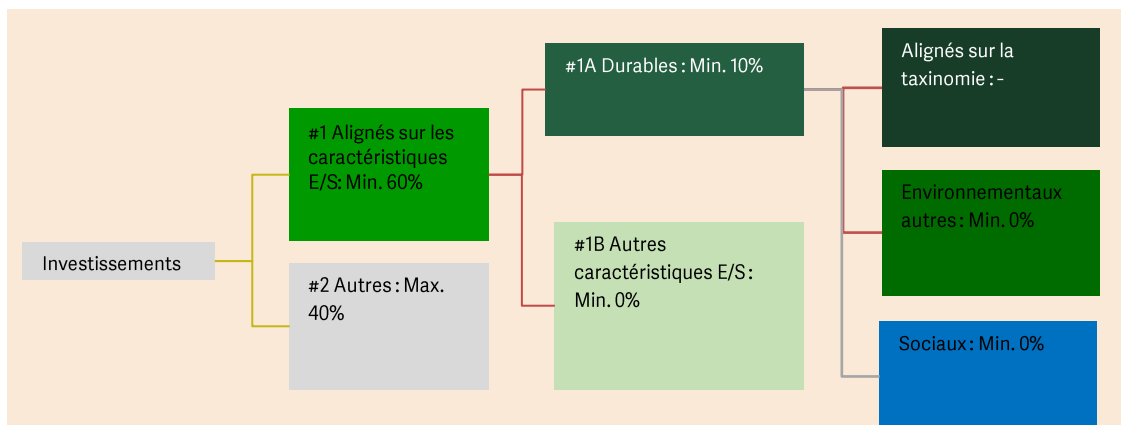 Investissements
#1 Alignés sur les
caractéristiques
E/S: Min. 60%
#2 Autres : Max.
40%
#1A Durables : Min. 10%
#1B Autres
caractéristiques E/S :
Min. 0%
Alignés sur la
taxinomie : -
Environnementaux
autres : Min. 0%
Sociaux : Min. 0%